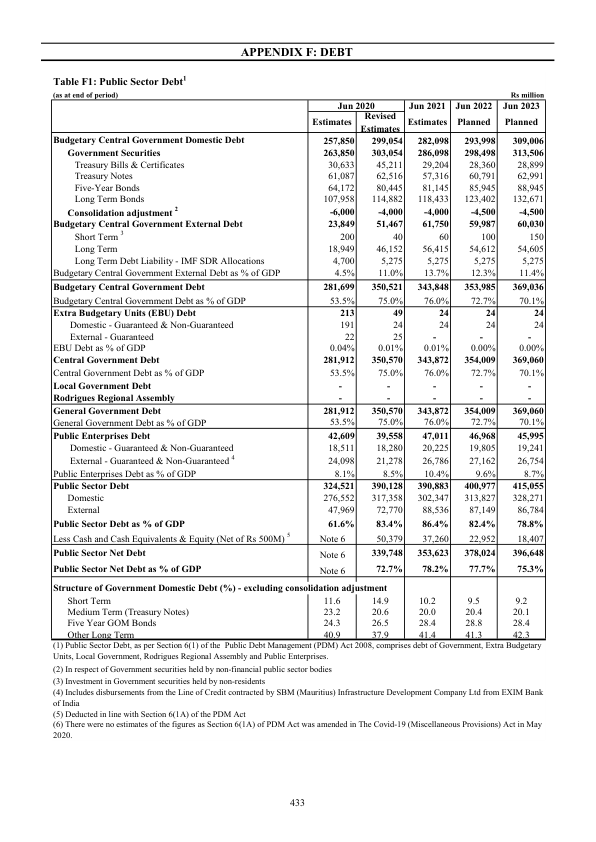 APPENDIX F: DEBT
Table F1: Public Sector Debt1
(as at end of period) Rs million
Jun 2020 Jun 2021 Jun 2022 Jun 2023
Estimates Revised Estimates Estimates Planned Planned
Budgetary Central Government Domestic Debt 257,850 299,054 282,098 293,998 309,006
Government Securities 263,850 303,054 286,098 298,498 313,506
Treasury Bills & Certificates 30,633 45,211 29,204 28,360 28,899
Treasury Notes 61,087 62,516 57,316 60,791 62,991
Five-Year Bonds 64,172 80,445 81,145 85,945 88,945
Long Term Bonds 107,958 114,882 118,433 123,402 132,671
Consolidation adjustment 2 -6,000 -4,000 -4,000 -4,500 -4,500
Budgetary Central Government External Debt 23,849 51,467 61,750 59,987 60,030
Short Term 3 200 40 60 100 150
Long Term 18,949 46,152 56,415 54,612 54,605
Long Term Debt Liability - IMF SDR Allocations 4,700 5,275 5,275 5,275 5,275
Budgetary Central Government External Debt as % of GDP 4.5% 11.0% 13.7% 12.3% 11.4%
Budgetary Central Government Debt 281,699 350,521 343,848 353,985 369,036
Budgetary Central Government Debt as % of GDP 53.5% 75.0% 76.0% 72.7% 70.1%
Extra Budgetary Units (EBU) Debt 213 49 24 24 24
Domestic - Guaranteed & Non-Guaranteed 191 24 24 24 24
External - Guaranteed 22 25 - - -
EBU Debt as % of GDP 0.04% 0.01% 0.01% 0.00% 0.00%
Central Government Debt 281,912 350,570 343,872 354,009 369,060
Central Government Debt as % of GDP 53.5% 75.0% 76.0% 72.7% 70.1%
Local Government Debt - - - - -
Rodrigues Regional Assembly - - - - -
General Government Debt 281,912 350,570 343,872 354,009 369,060
General Government Debt as % of GDP 53.5% 75.0% 76.0% 72.7% 70.1%
Public Enterprises Debt 42,609 39,558 47,011 46,968 45,995
Domestic - Guaranteed & Non-Guaranteed 18,511 18,280 20,225 19,805 19,241
External - Guaranteed & Non-Guaranteed 4 24,098 21,278 26,786 27,162 26,754
Public Enterprises Debt as % of GDP 8.1% 8.5% 10.4% 9.6% 8.7%
Public Sector Debt 324,521 390,128 390,883 400,977 415,055
Domestic 276,552 317,358 302,347 313,827 328,271
External 47,969 72,770 88,536 87,149 86,784
Public Sector Debt as % of GDP 61.6% 83.4% 86.4% 82.4% 78.8%
Less Cash and Cash Equivalents & Equity (Net of Rs 500M) 5 Note 6 50,379 37,260 22,952 18,407
Public Sector Net Debt Note 6 339,748 353,623 378,024 396,648
Public Sector Net Debt as % of GDP Note 6 72.7% 78.2% 77.7% 75.3%
Structure of Government Domestic Debt (%) - excluding consolidation adjustment
Short Term 11.6 14.9 10.2 9.5 9.2
Medium Term (Treasury Notes) 23.2 20.6 20.0 20.4 20.1
Five Year GOM Bonds 24.3 26.5 28.4 28.8 28.4
Other Long Term 40.9 37.9 41.4 41.3 42.3
(1) Public Sector Debt, as per Section 6(1) of the Public Debt Management (PDM) Act 2008, comprises debt of Government, Extra Budgetary
Units, Local Government, Rodrigues Regional Assembly and Public Enterprises.
(2) In respect of Government securities held by non-financial public sector bodies
(3) Investment in Government securities held by non-residents
(4) Includes disbursements from the Line of Credit contracted by SBM (Mauritius) Infrastructure Development Company Ltd from EXIM Bank
of India
(5) Deducted in line with Section 6(1A) of the PDM Act
(6) There were no estimates of the figures as Section 6(1A) of PDM Act was amended in The Covid-19 (Miscellaneous Provisions) Act in May
2020.
433